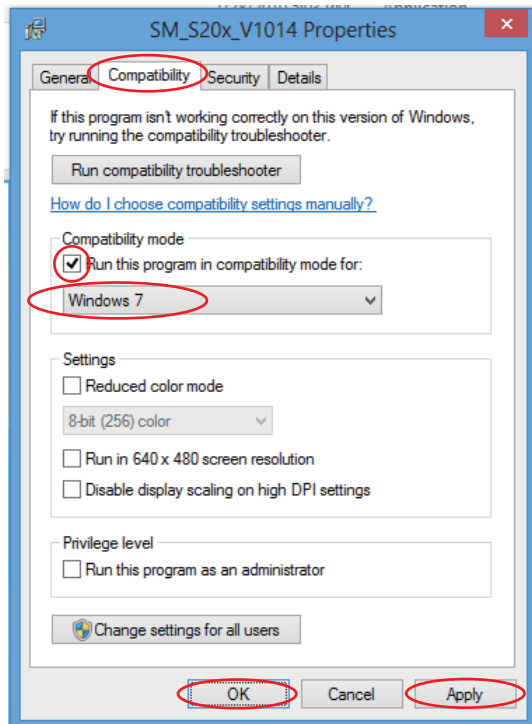 SM_S20x_V1014 Properties
General Compatibility Security Details
If this program isn't working correctly on this version of Windows,
try running the compatibility troubleshooter.
Run compatibility troubleshooter
How do I choose compatibility settings manually?
Compatibility mode
Run this program in compatibility mode for:
Windows 7
Settings
Reduced color mode
8-bit (256) color
Run in 640 x 480 screen resolution
Disable display scaling on high DPI settings
Privilege level
Run this program as an administrator
Change settings for all users
OK Cancel Apply